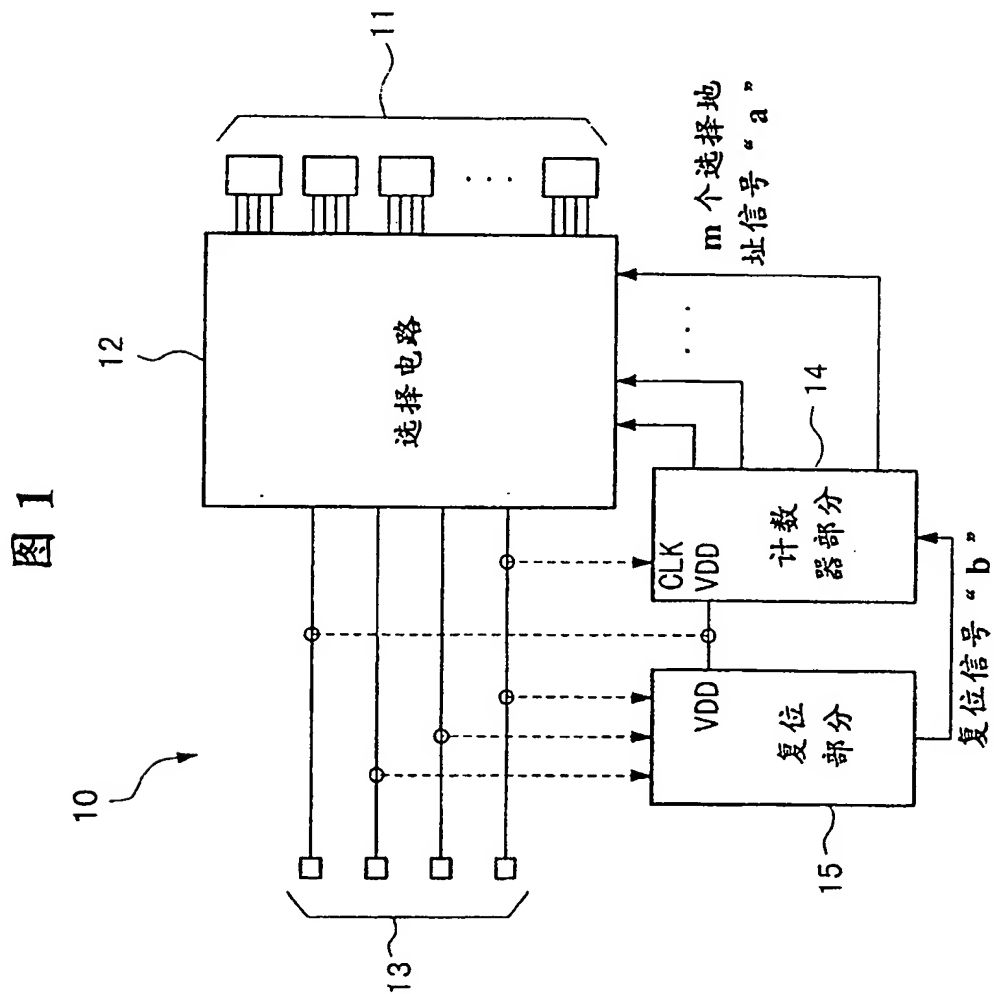 图 1
10
11
12
13
14
15
选择电路
m 个选择地
址信号“a”
CLK
VDD
计数
器部分
VDD
复位
部分
复位信号“b”